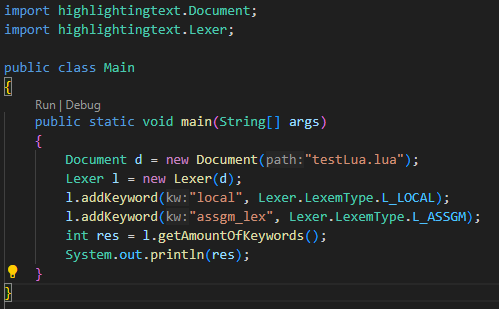 import highlightingtext.Document;
import highlightingtext.Lexer;
public class Main
{
Run | Debug
public static void main(String[] args)
{
Document d = new Document(path:"testLua.lua");
Lexer l = new Lexer(d);
l.addKeyword(kw:"local", Lexer.LexemType.L_LOCAL);
l.addKeyword(kw:"assgm_lex", Lexer.LexemType.L_ASSGM);
int res = l.getAmountOfKeywords();
System.out.println(res);
}
}